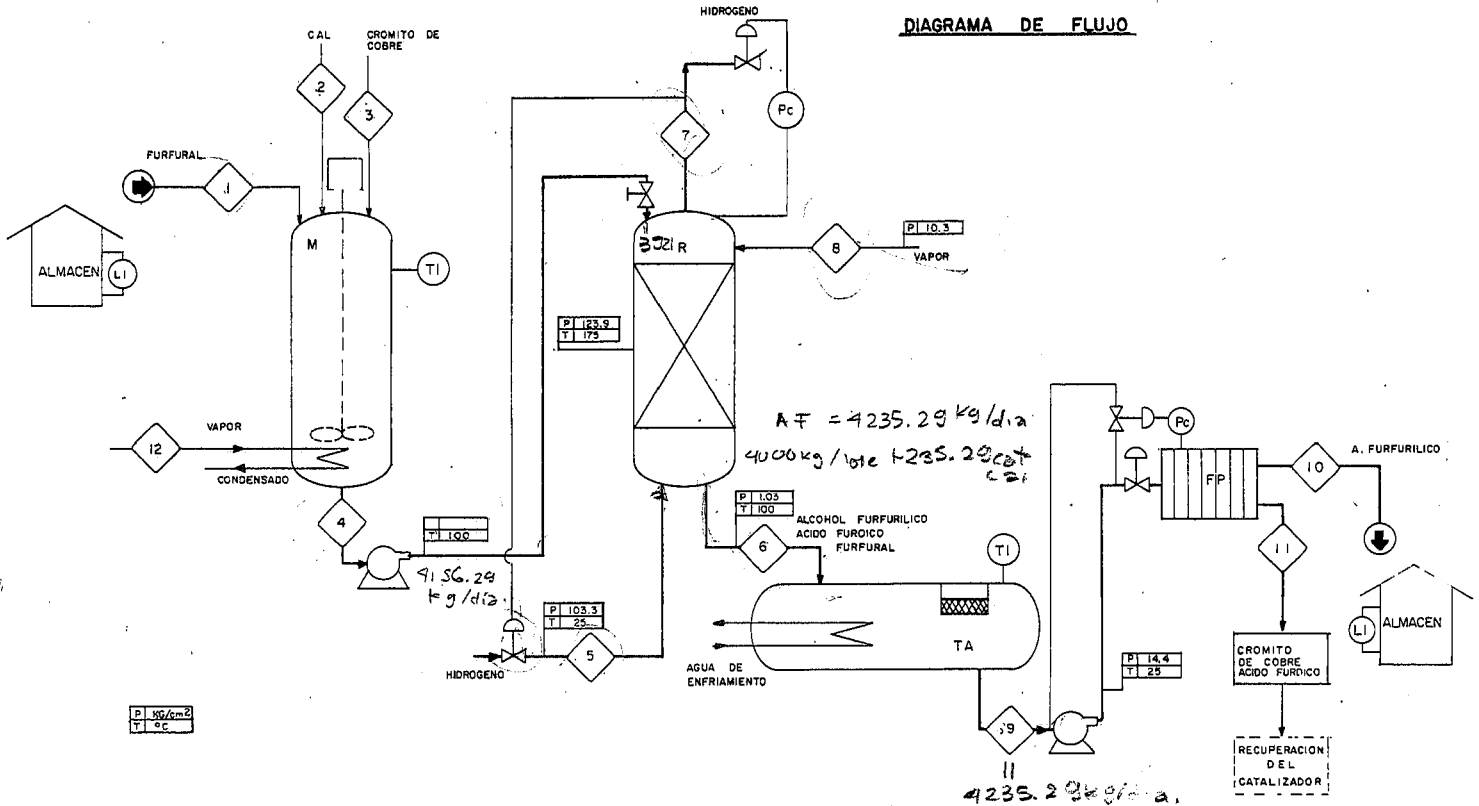 DIAGRAMA DE FLUJO
HIDROGENO
CAL
CROMITO DE
COBRE
2
3
Pc
7
FURFURAL
1
M
TI
ALMACEN
LI
R
8
P 10.3
VAPOR
P 123.9
T 175
AF = 4235.29 kg/dia
4000 kg/lote + 235.29 cat
VAPOR
12
CONDENSADO
4
T 100
4156.29
kg/dia.
P 1.03
T 100
6
ALCOHOL FURFURILICO
ACIDO FUROICO
FURFURAL
Pc
A. FURFURILICO
10
FP
11
TI
P 103.3
T 25
5
HIDROGENO
TA
AGUA DE
ENFRIAMIENTO
P 14.4
T 25
LI
ALMACEN
CROMITO
DE COBRE
ACIDO FUROICO
P KG/cm2
T °C
9
RECUPERACION
DEL
CATALIZADOR
4235.29 kg/dia.